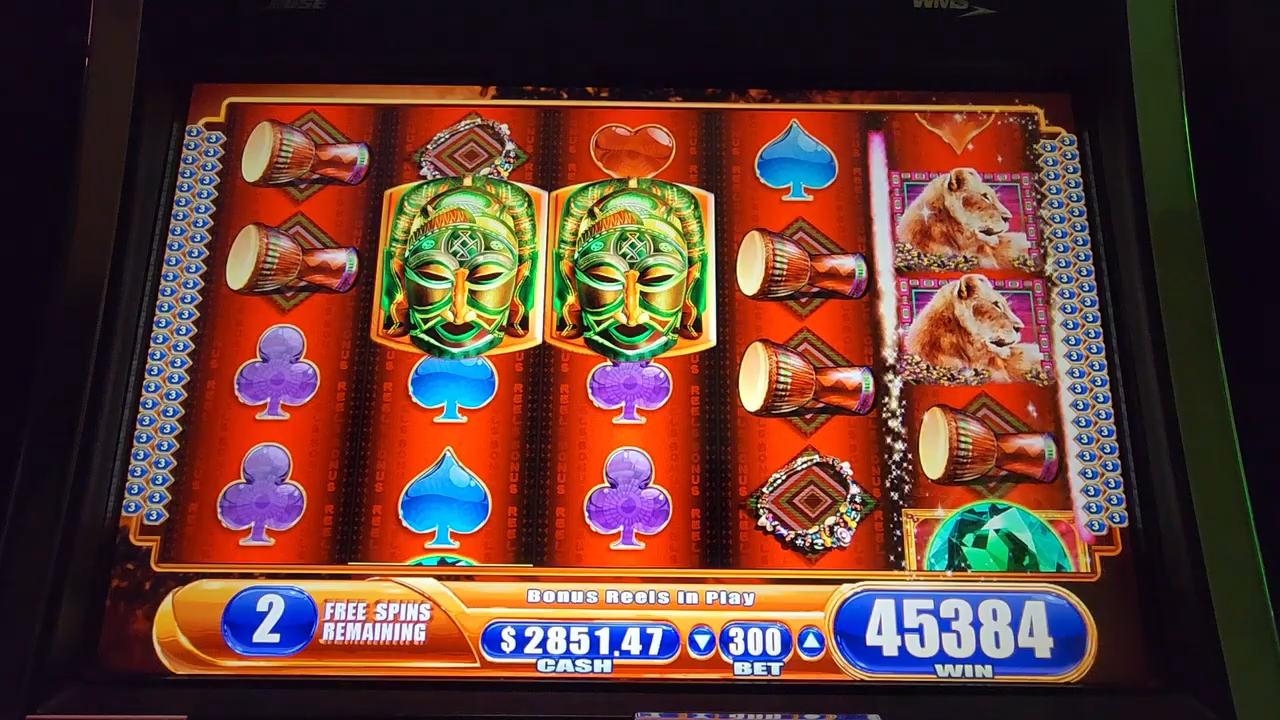 WMS
2
FREE SPINS
REMAINING
Bonus Reels In Play
$2851.47
CASH
300
BET
45384
WIN